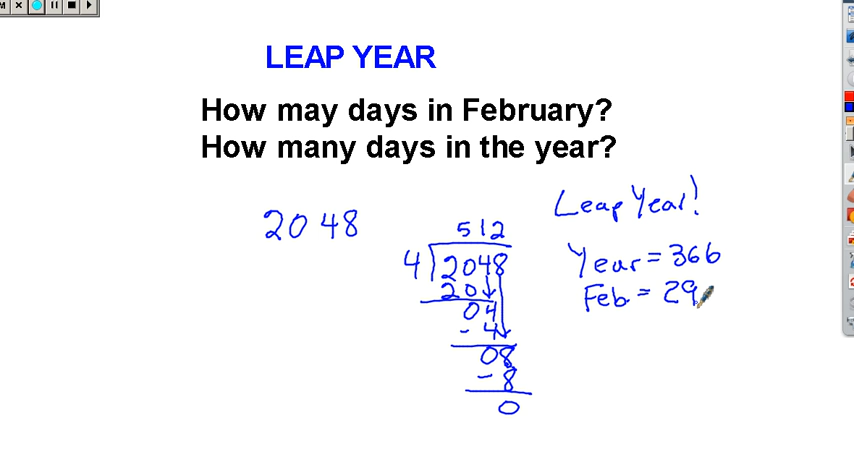 LEAP YEAR
How may days in February?
How many days in the year?
2048
Leap Year!
512
4 2048
20
04
- 4
08
- 8
0
Year = 366
Feb = 29